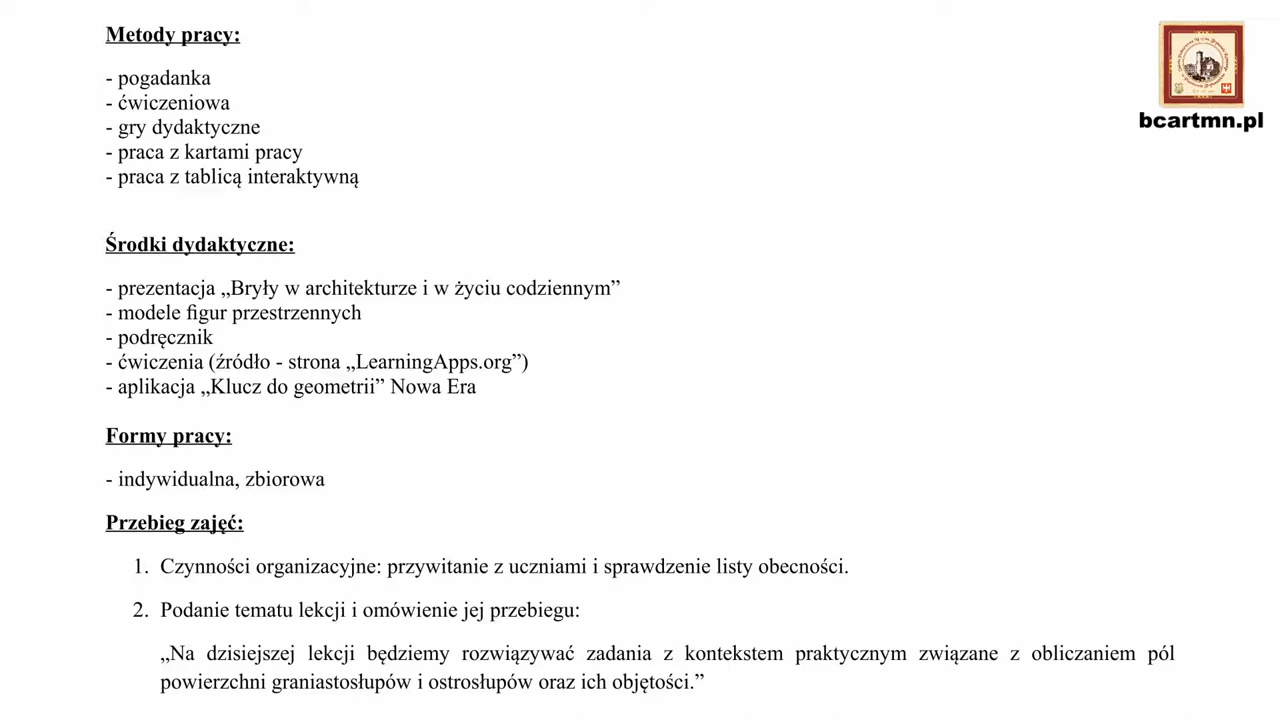 Metody pracy:
- pogadanka
- ćwiczeniowa
- gry dydaktyczne
- praca z kartami pracy
- praca z tablicą interaktywną
Środki dydaktyczne:
- prezentacja „Bryły w architekturze i w życiu codziennym”
- modele figur przestrzennych
- podręcznik
- ćwiczenia (źródło - strona „LearningApps.org”)
- aplikacja „Klucz do geometrii” Nowa Era
Formy pracy:
- indywidualna, zbiorowa
Przebieg zajęć:
1. Czynności organizacyjne: przywitanie z uczniami i sprawdzenie listy obecności.
2. Podanie tematu lekcji i omówienie jej przebiegu:
„Na dzisiejszej lekcji będziemy rozwiązywać zadania z kontekstem praktycznym związane z obliczaniem pól
powierzchni graniastosłupów i ostrosłupów oraz ich objętości.”
bcartmn.pl